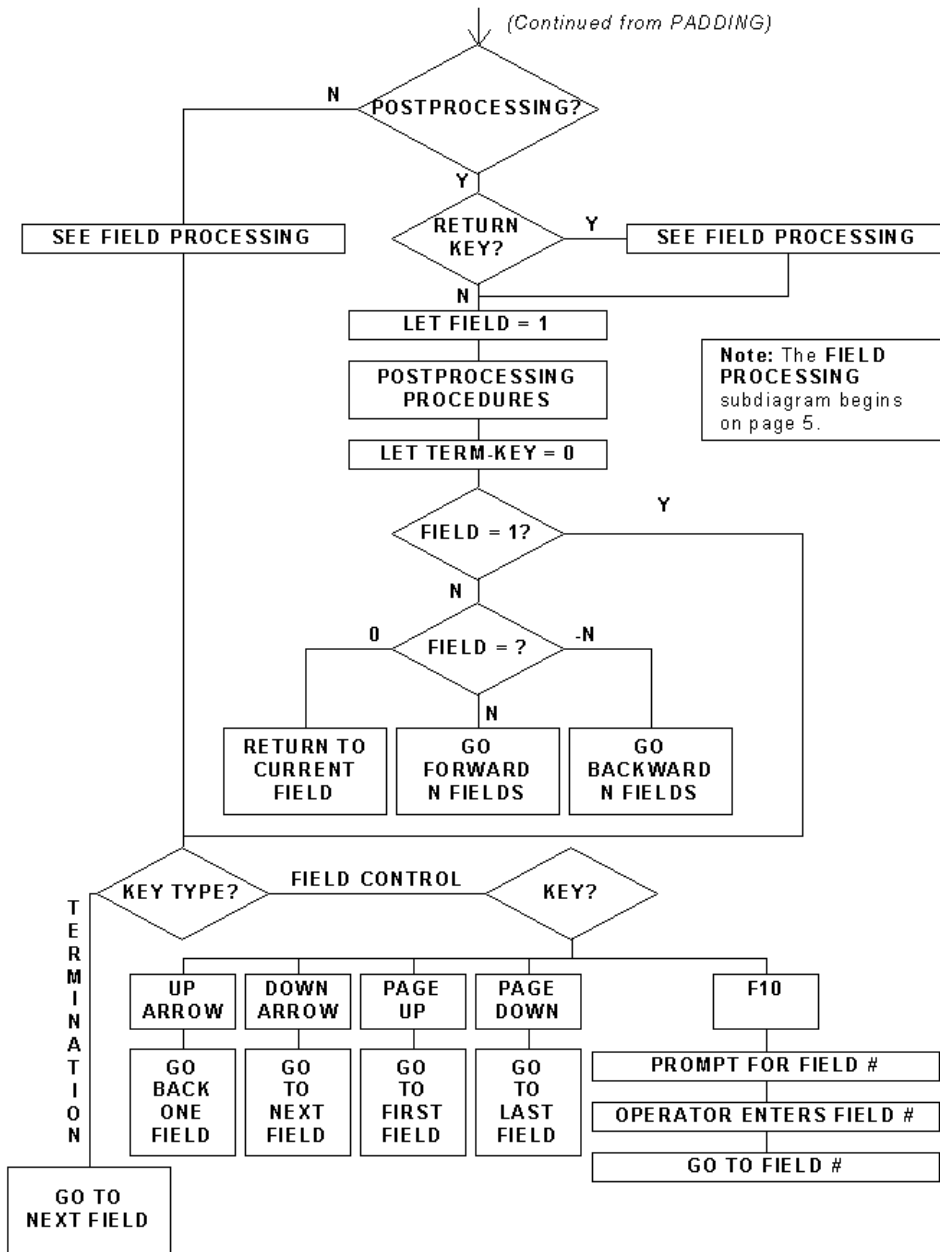 (Continued from PADDING)
POSTPROCESSING?
N
Y
SEE FIELD PROCESSING
RETURN
KEY?
Y
SEE FIELD PROCESSING
N
LET FIELD = 1
Note: The FIELD
PROCESSING
subdiagram begins
on page 5.
POSTPROCESSING
PROCEDURES
LET TERM-KEY = 0
FIELD = 1?
Y
N
FIELD = ?
0
-N
N
RETURN TO
CURRENT
FIELD
GO
FORWARD
N FIELDS
GO
BACKWARD
N FIELDS
KEY TYPE?
FIELD CONTROL
KEY?
TERMINATION
UP
ARROW
DOWN
ARROW
PAGE
UP
PAGE
DOWN
F10
GO
BACK
ONE
FIELD
GO
TO
NEXT
FIELD
GO
TO
FIRST
FIELD
GO
TO
LAST
FIELD
PROMPT FOR FIELD #
OPERATOR ENTERS FIELD #
GO TO FIELD #
GO TO
NEXT FIELD